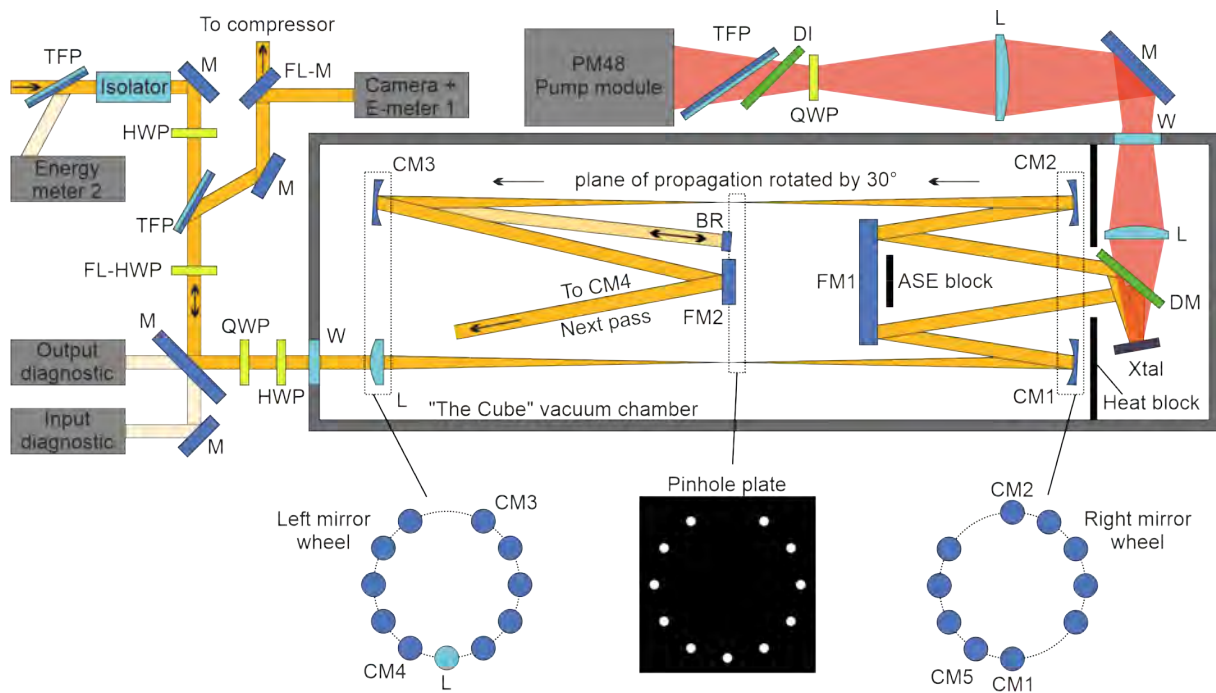 To compressor
TFP
M
FL-M
Isolator
Camera +
E-meter 1
HWP
Energy
meter 2
M
TFP
FL-HWP
M
QWP
HWP
W
Output
diagnostic
Input
diagnostic
M
PM48
Pump module
TFP
DI
QWP
L
M
W
CM3
plane of propagation rotated by 30°
CM2
BR
L
FM1
ASE block
DM
To CM4
Next pass
FM2
Xtal
CM1
Heat block
L
"The Cube" vacuum chamber
Left mirror
wheel
CM3
CM4
L
Pinhole plate
CM2
Right mirror
wheel
CM5
CM1